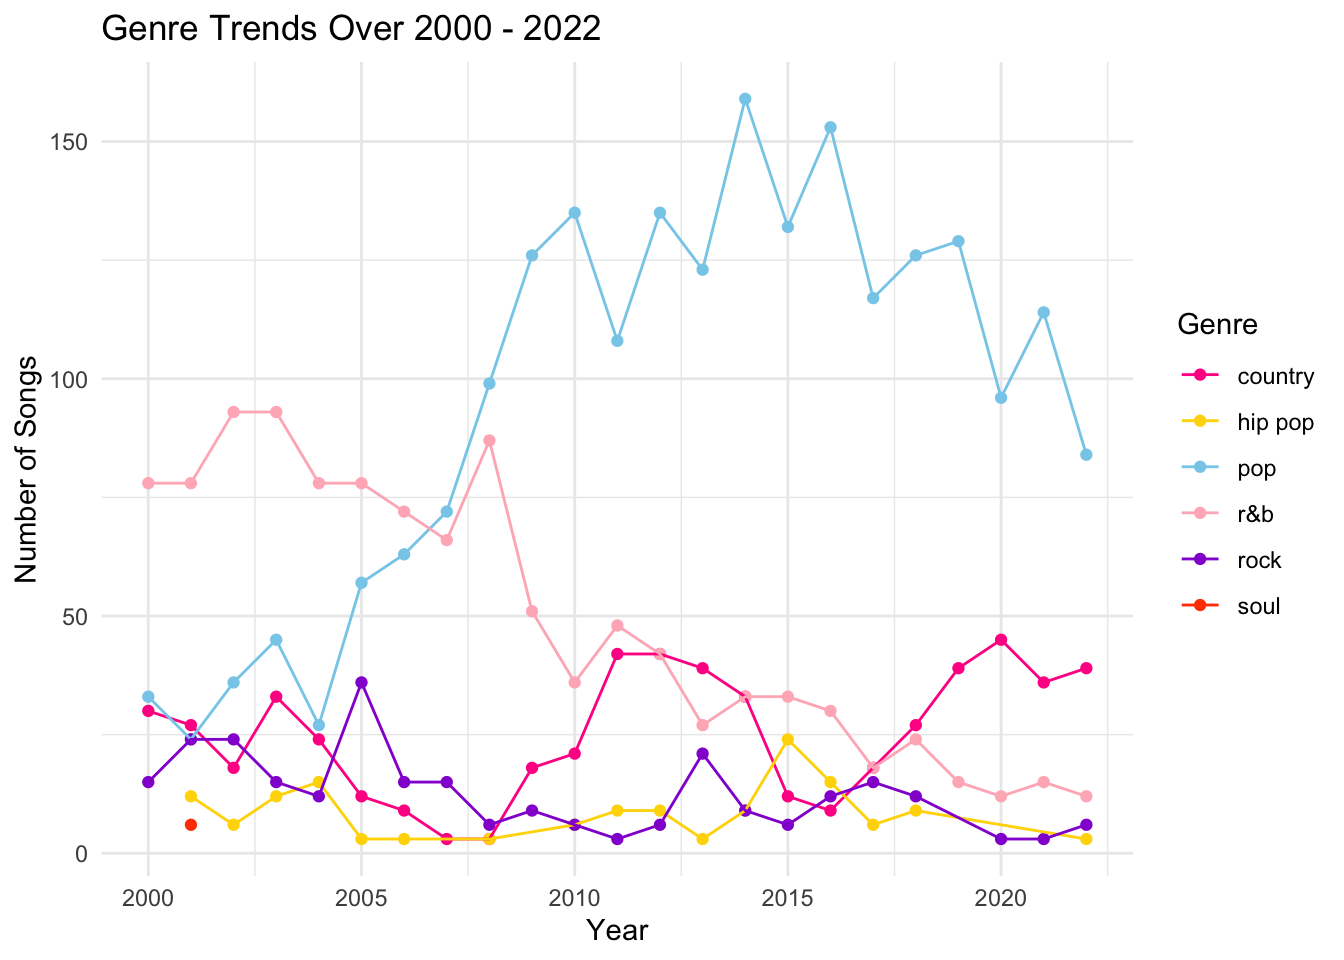 Genre Trends Over 2000 - 2022
Number of Songs
150
100
50
0
2000 2005 2010 2015 2020
Year
Genre
country
hip pop
pop
r&b
rock
soul